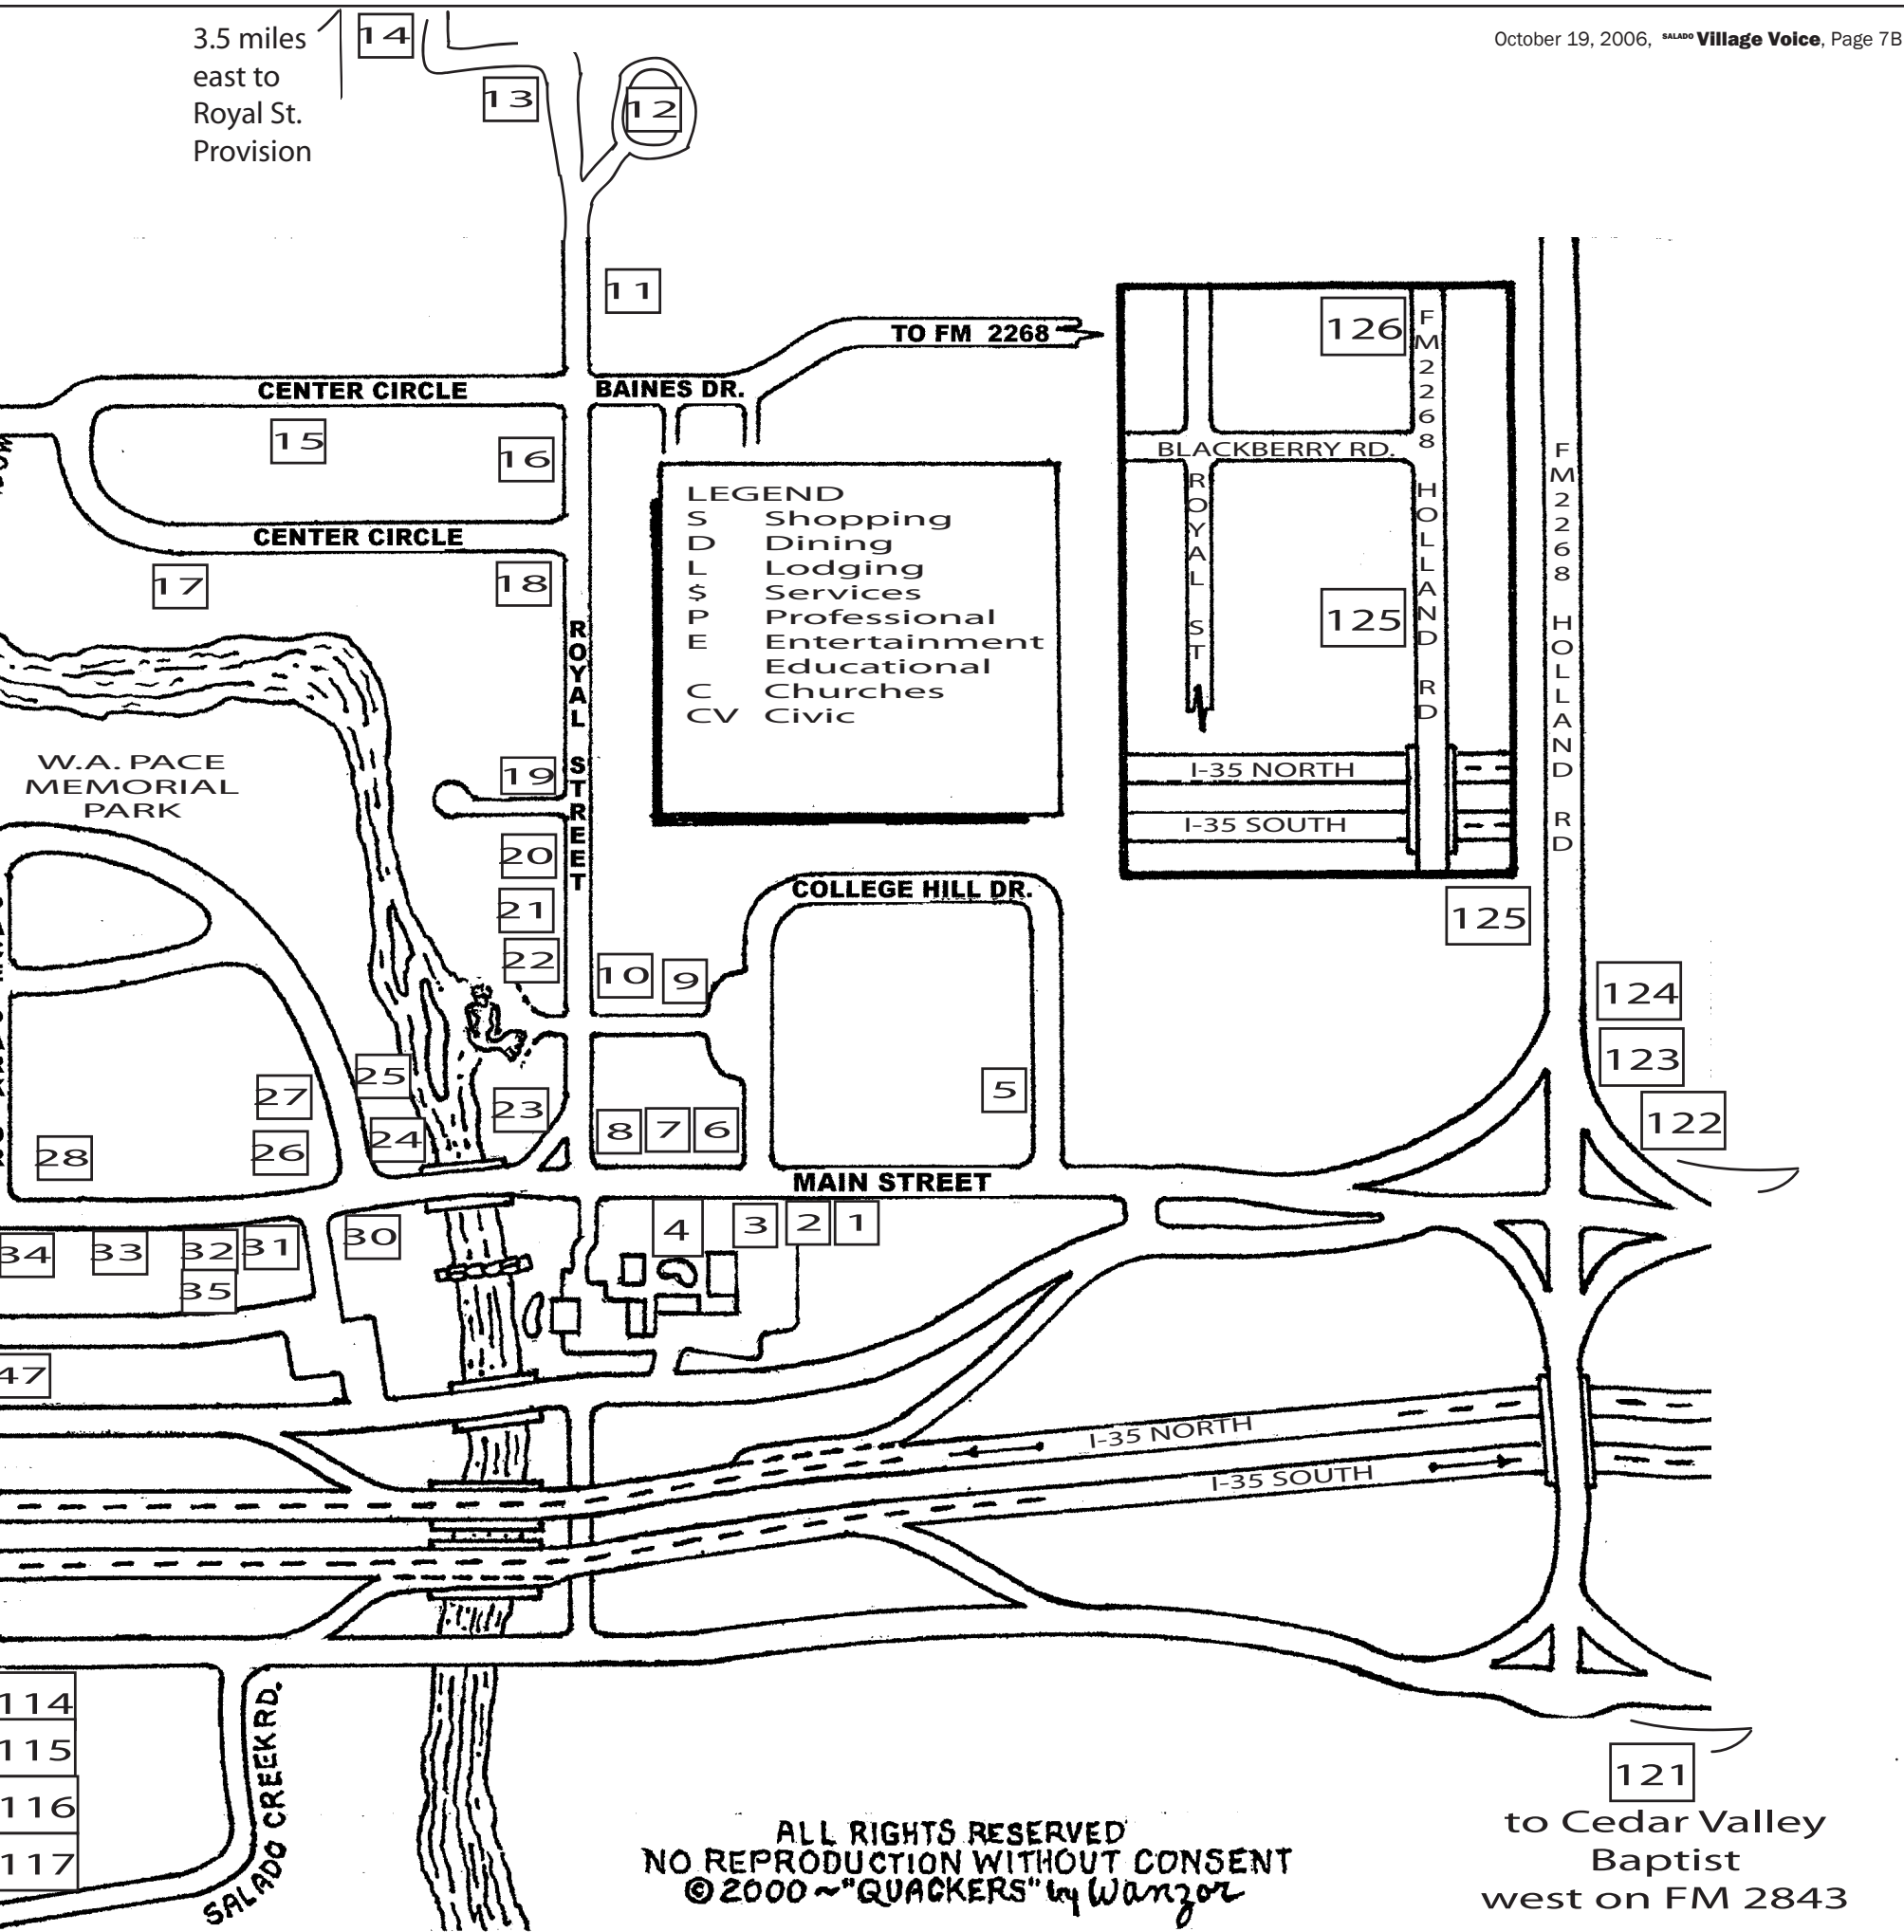 October 19, 2006, SALADO Village Voice, Page 7B
3.5 miles
east to
Royal St.
Provision
14
13
12
11
TO FM 2268
CENTER CIRCLE
BAINES DR.
15
16
CENTER CIRCLE
17
18
ROYAL STREET
LEGEND
S Shopping
D Dining
L Lodging
$ Services
P Professional
E Entertainment
Educational
C Churches
CV Civic
126
FM2268 HOLLAND RD
BLACKBERRY RD.
ROYAL ST
125
I-35 NORTH
I-35 SOUTH
FM2268 HOLLAND RD
W.A. PACE
MEMORIAL
PARK
19
20
21
22
COLLEGE HILL DR.
125
10
9
124
123
122
5
25
27
23
8
7
6
24
26
28
MAIN STREET
4
3
2
1
30
31
32
33
34
35
47
I-35 NORTH
I-35 SOUTH
114
115
116
117
SALADO CREEK RD.
121
to Cedar Valley
Baptist
west on FM 2843
ALL RIGHTS RESERVED
NO REPRODUCTION WITHOUT CONSENT
© 2000 ~ "QUACKERS" by Wanzor